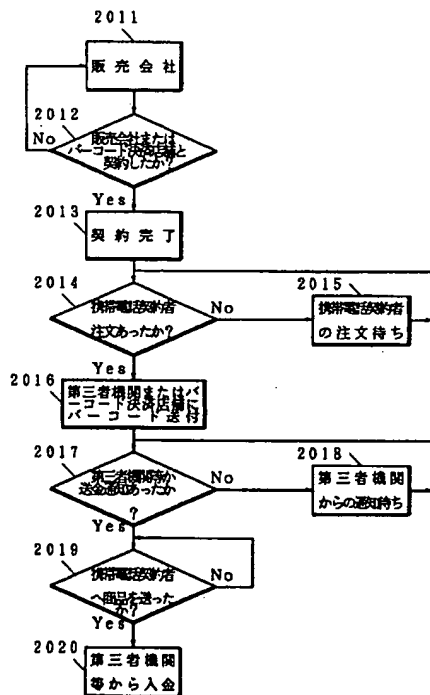 2011
販売会社
2012
販売会社または
バーコード決済店舗と
契約したか?
No
Yes
2013
契約完了
2014
携帯電話契約者
注文あったか?
No
2015
携帯電話契約者
の注文待ち
Yes
2016
第三者機関またはバ
ーコード決済店舗に
バーコード送付
2017
第三者機関等か
送金通知あったか
?
No
2018
第三者機関
からの通知待ち
Yes
2019
携帯電話契約者
へ商品を送った
か?
No
Yes
2020
第三者機関
等から入金